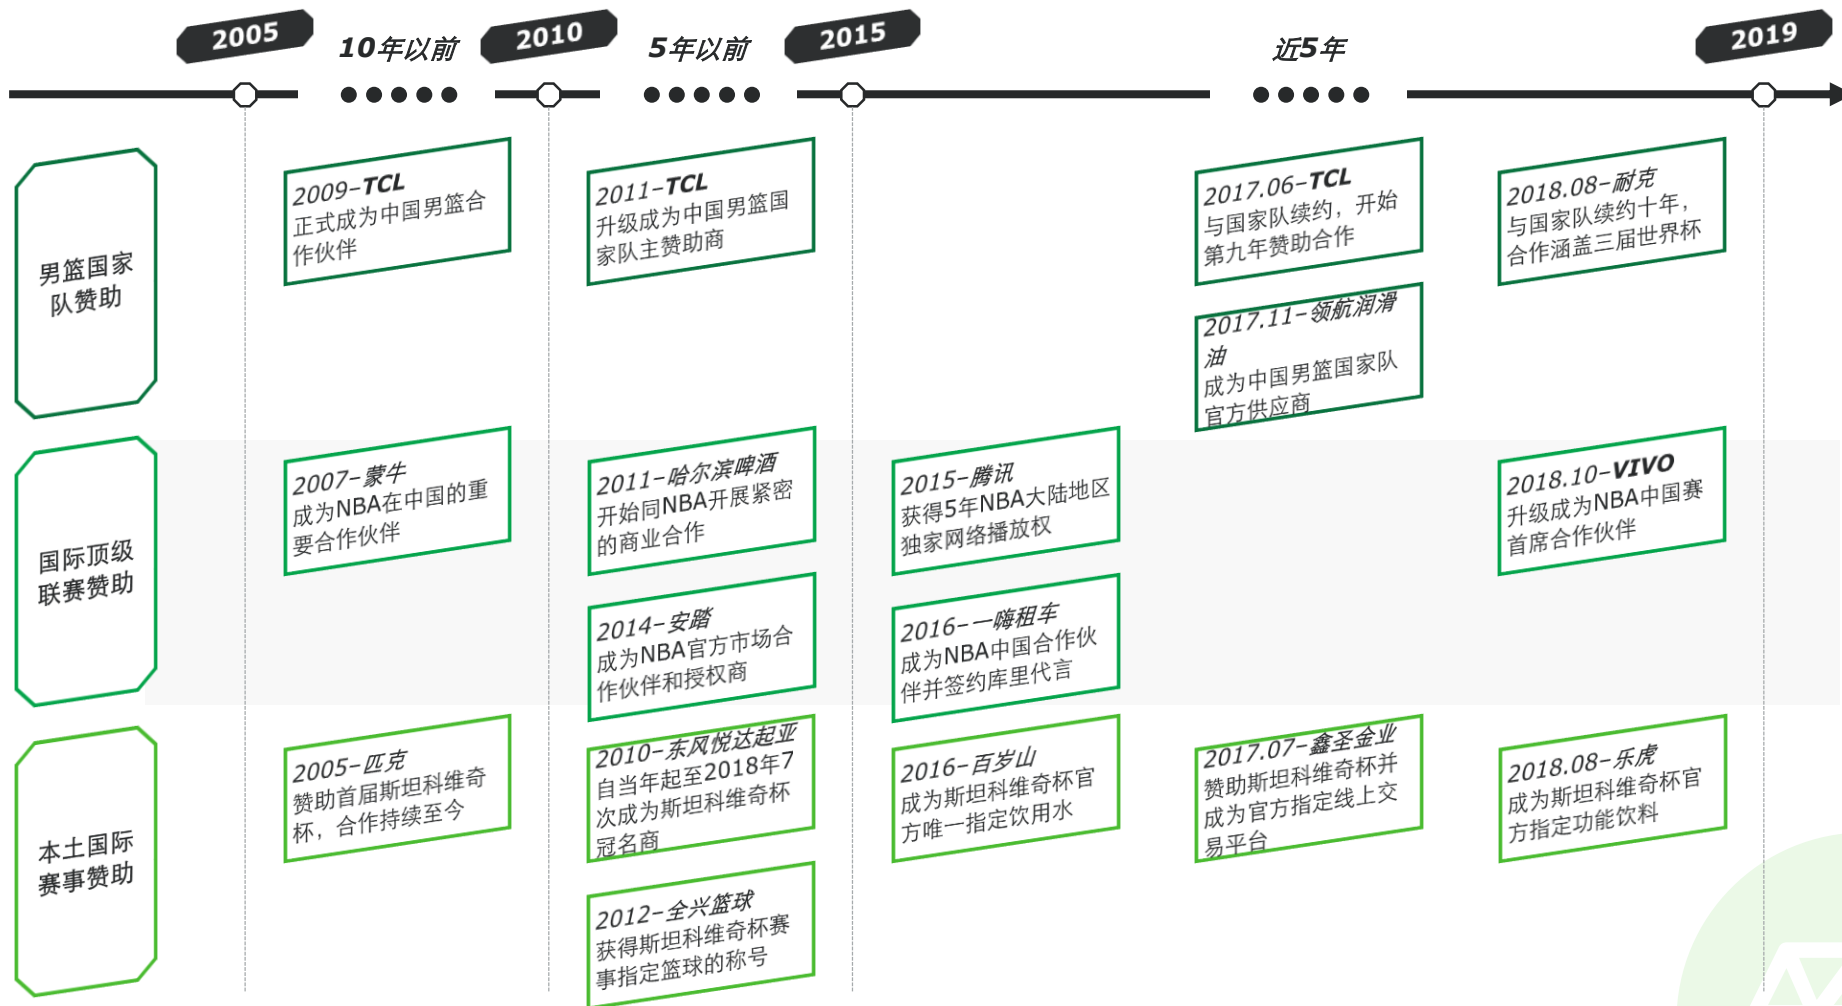 2005
10年以前
2010
5年以前
2015
近5年
2019
男篮国家
队赞助
2009-TCL
正式成为中国男篮合
作伙伴
2011-TCL
升级成为中国男篮国
家队主赞助商
2017.06-TCL
与国家队续约，开始
第九年赞助合作
2017.11-领航润滑
油
成为中国男篮国家队
官方供应商
2018.08-耐克
与国家队续约十年，
合作涵盖三届世界杯
国际顶级
联赛赞助
2007-蒙牛
成为NBA在中国的重
要合作伙伴
2011-哈尔滨啤酒
开始同NBA开展紧密
的商业合作
2014-安踏
成为NBA官方市场合
作伙伴和授权商
2015-腾讯
获得5年NBA大陆地区
独家网络播放权
2016-一嗨租车
成为NBA中国合作伙
伴并签约库里代言
2018.10-VIVO
升级成为NBA中国赛
首席合作伙伴
本土国际
赛事赞助
2005-匹克
赞助首届斯坦科维奇
杯，合作持续至今
2010-东风悦达起亚
自当年起至2018年7
次成为斯坦科维奇杯
冠名商
2012-全兴篮球
获得斯坦科维奇杯赛
事指定篮球的称号
2016-百岁山
成为斯坦科维奇杯官
方唯一指定饮用水
2017.07-鑫圣金业
赞助斯坦科维奇杯并
成为官方指定线上交
易平台
2018.08-乐虎
成为斯坦科维奇杯官
方指定功能饮料